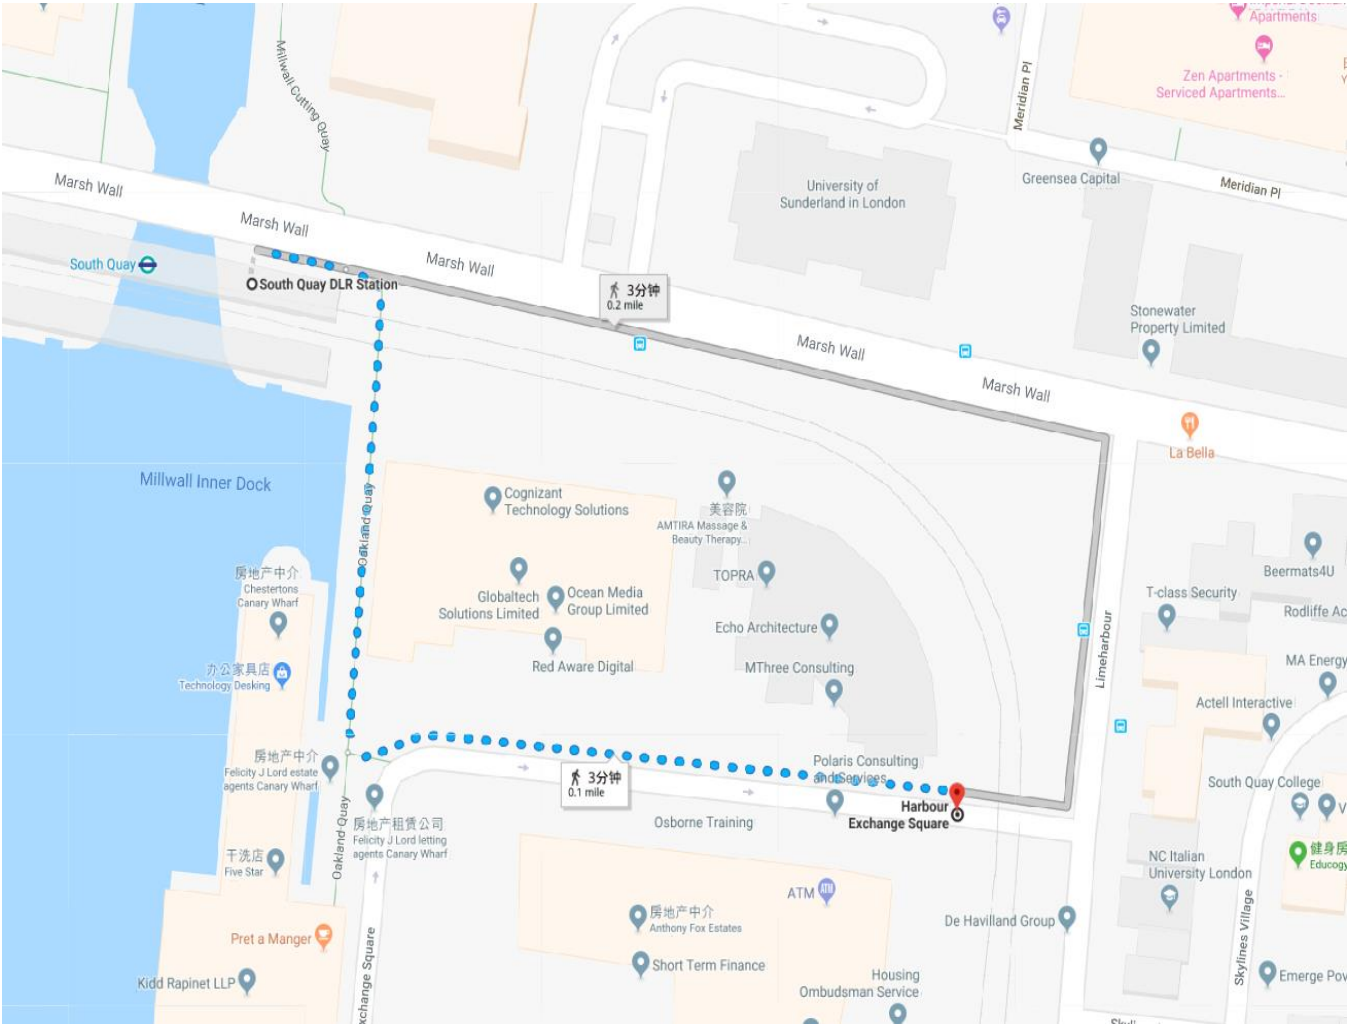 Apartments
Zen Apartments -
Serviced Apartments...
Millwall Cutting Quay
Meridian Pl
Greensea Capital
Meridian Pl
University of
Sunderland in London
Marsh Wall
Marsh Wall
Marsh Wall
South Quay
South Quay DLR Station
3分钟
0.2 mile
Stonewater
Property Limited
Marsh Wall
Marsh Wall
La Bella
Millwall Inner Dock
Oakland Quay
Cognizant
Technology Solutions
美容院
AMTIRA Massage &
Beauty Therapy...
TOPRA
Globaltech
Solutions Limited
Ocean Media
Group Limited
Red Aware Digital
Echo Architecture
MThree Consulting
房地产中介
Chestertons
Canary Wharf
办公家具店
Technology Desking
Beermats4U
T-class Security
Rodliffe Ac
Limeharbour
MA Energy
Actell Interactive
房地产中介
Felicity J Lord estate
agents Canary Wharf
3分钟
0.1 mile
Polaris Consulting
and Services
Harbour
Exchange Square
South Quay College
V
Osborne Training
房地产租赁公司
Felicity J Lord letting
agents Canary Wharf
Oakland Quay
干洗店
Five Star
NC Italian
University London
健身房
Educogy
ATM
ATM
房地产中介
Anthony Fox Estates
De Havilland Group
Pret a Manger
Short Term Finance
Kidd Rapinet LLP
xchange Square
Housing
Ombudsman Service
Skylines Village
Emerge Pov